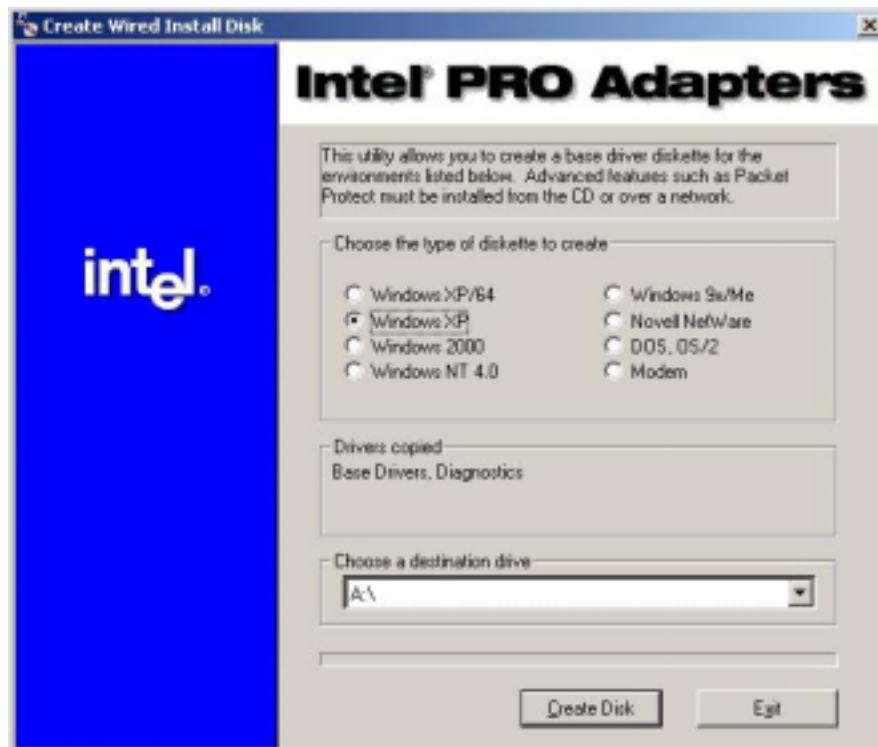 Create Wired Install Disk
Intel® PRO Adapters
This utility allows you to create a base driver diskette for the
environments listed below. Advanced features such as Packet
Protect must be installed from the CD or over a network.
intel.
Choose the type of diskette to create
Windows XP/64
Windows XP
Windows 2000
Windows NT 4.0
Windows 9x/Me
Novell NetWare
DOS, OS/2
Modem
Drivers copied
Base Drivers, Diagnostics
Choose a destination drive
A:\
Create Disk
Exit